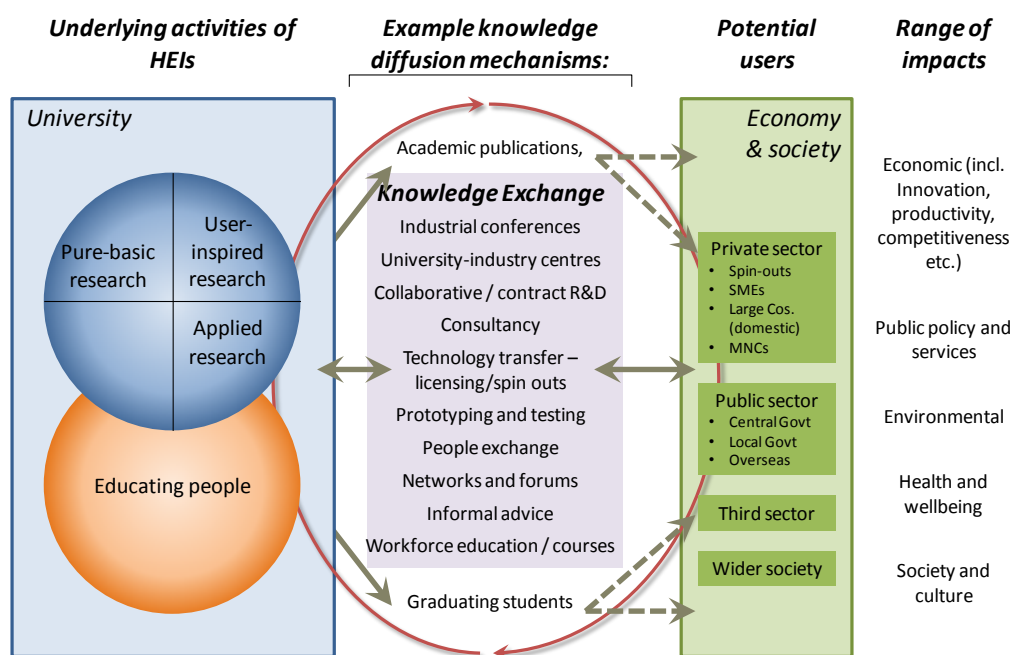 Underlying activities of
HEIs
Example knowledge
diffusion mechanisms:
Potential
users
Range of
impacts
University
Pure-basic
research
User-
inspired
research
Applied
research
Educating people
Academic publications,
Knowledge Exchange
Industrial conferences
University-industry centres
Collaborative / contract R&D
Consultancy
Technology transfer –
licensing/spin outs
Prototyping and testing
People exchange
Networks and forums
Informal advice
Workforce education / courses
Graduating students
Economy
& society
Private sector
• Spin-outs
• SMEs
• Large Cos.
(domestic)
• MNCs
Public sector
• Central Govt
• Local Govt
• Overseas
Third sector
Wider society
Economic (incl.
Innovation,
productivity,
competitiveness
etc.)
Public policy and
services
Environmental
Health and
wellbeing
Society and
culture